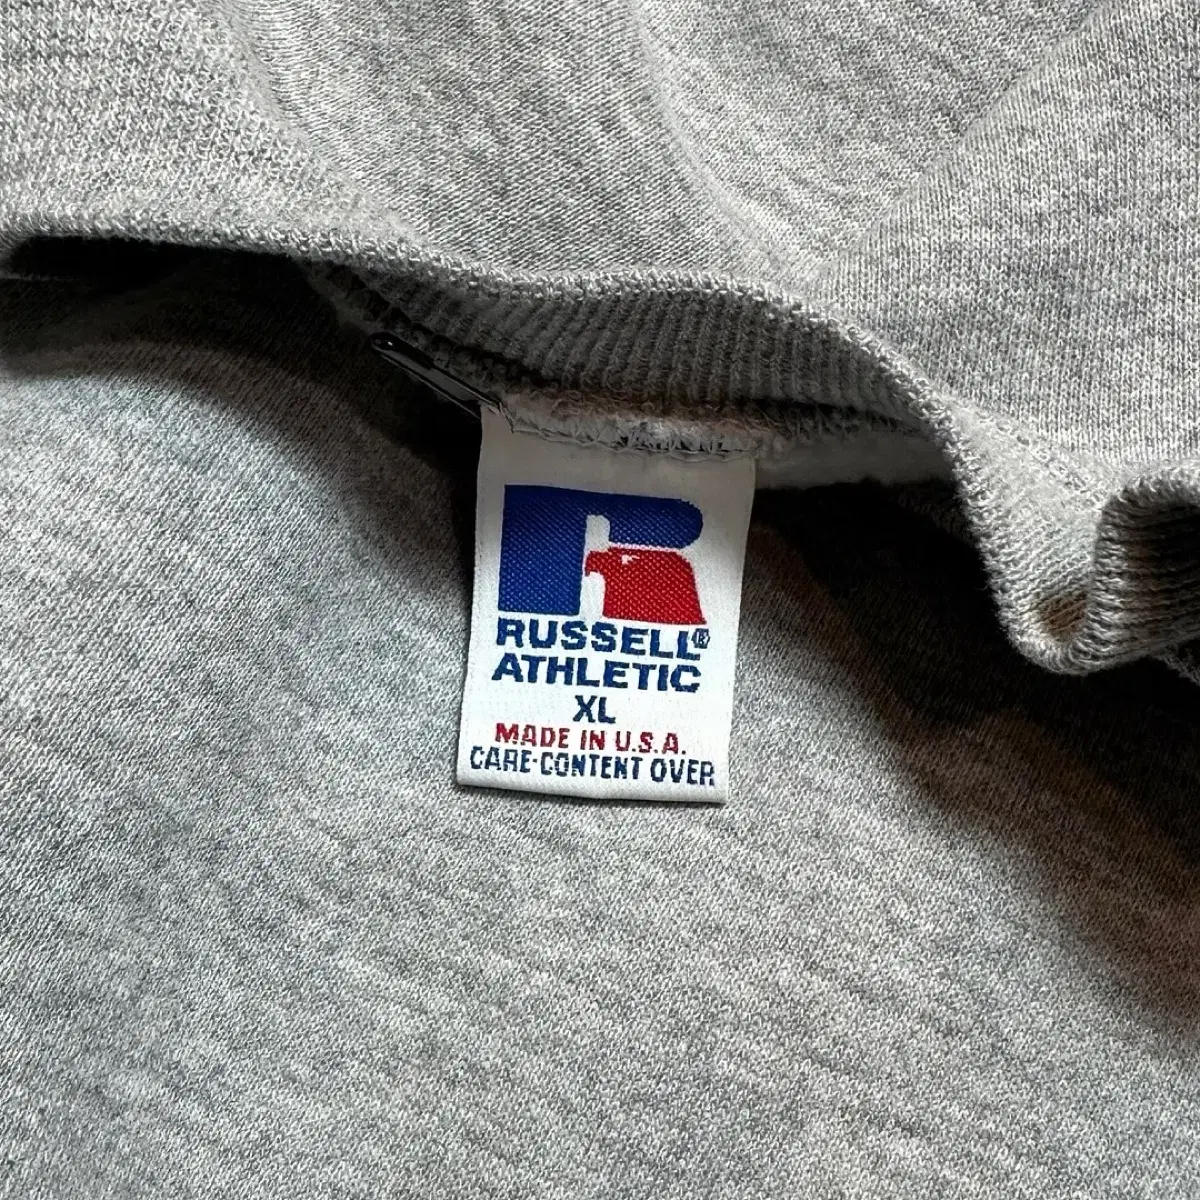 R
RUSSELL®
ATHLETIC
XL
MADE IN U.S.A.
CARE-CONTENT OVER